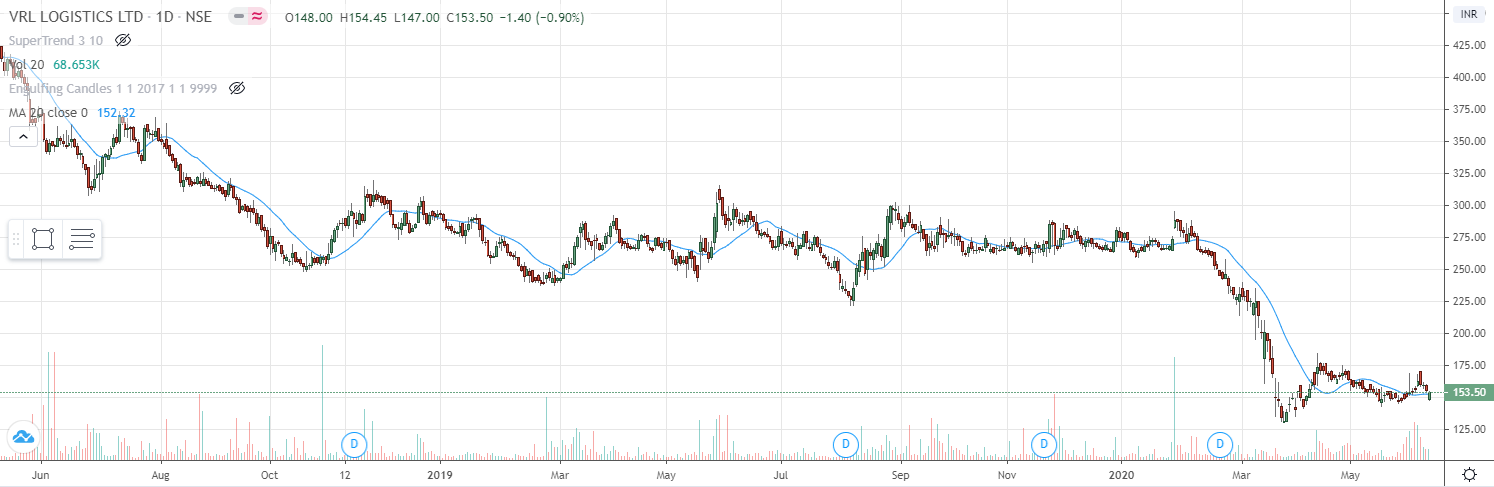 VRL LOGISTICS LTD · 1D · NSE O148.00 H154.45 L147.00 C153.50 −1.40 (−0.90%) INR
SuperTrend 3 10
Vol 20 68.653K
Engulfing Candles 1 1 2017 1 1 9999
MA 20 close 0 152.32
425.00
400.00
375.00
350.00
325.00
300.00
275.00
250.00
225.00
200.00
175.00
153.50
125.00
D D D D
Jun Aug Oct 12 2019 Mar May Jul Sep Nov 2020 Mar May